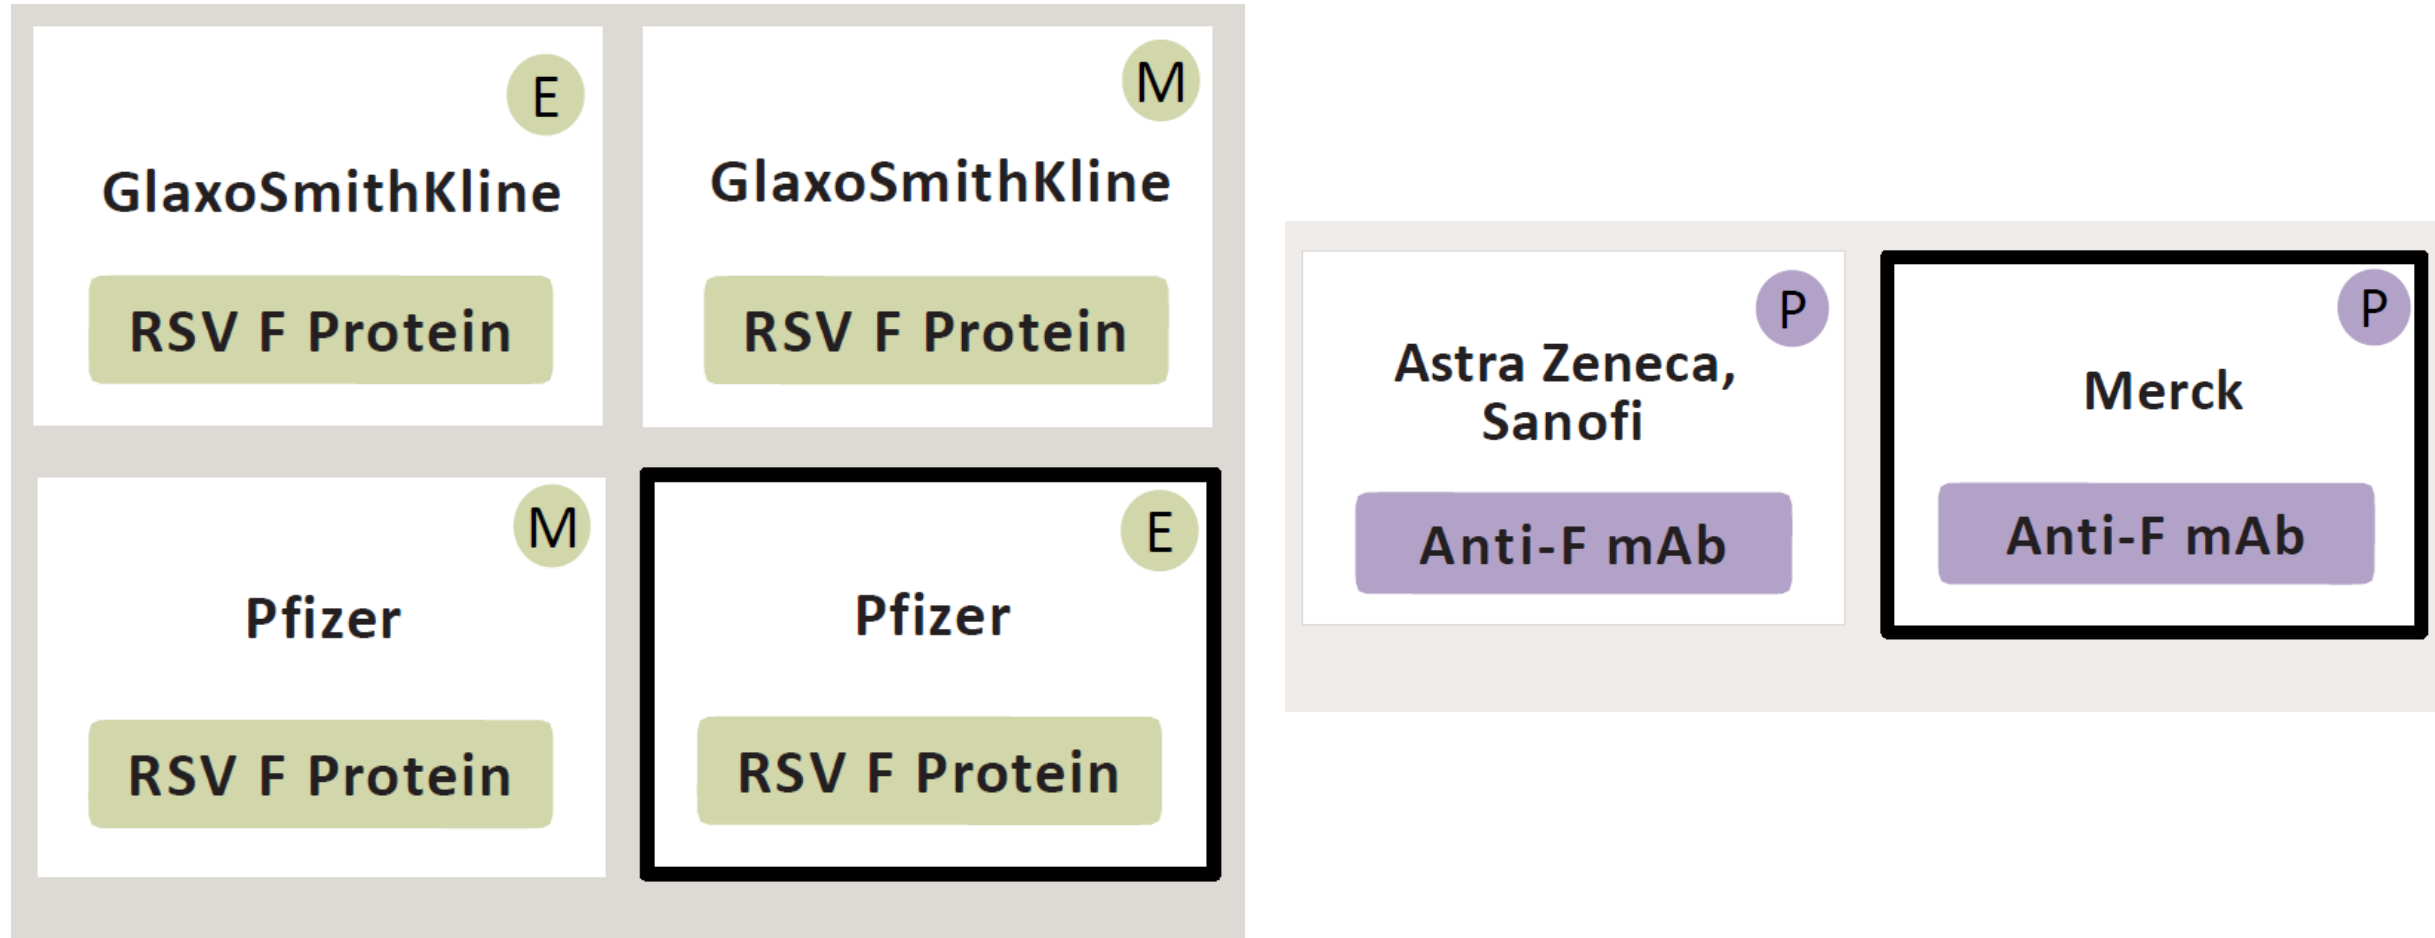 E
GlaxoSmithKline
RSV F Protein
M
GlaxoSmithKline
RSV F Protein
M
Pfizer
RSV F Protein
E
Pfizer
RSV F Protein
P
Astra Zeneca,
Sanofi
Anti-F mAb
P
Merck
Anti-F mAb